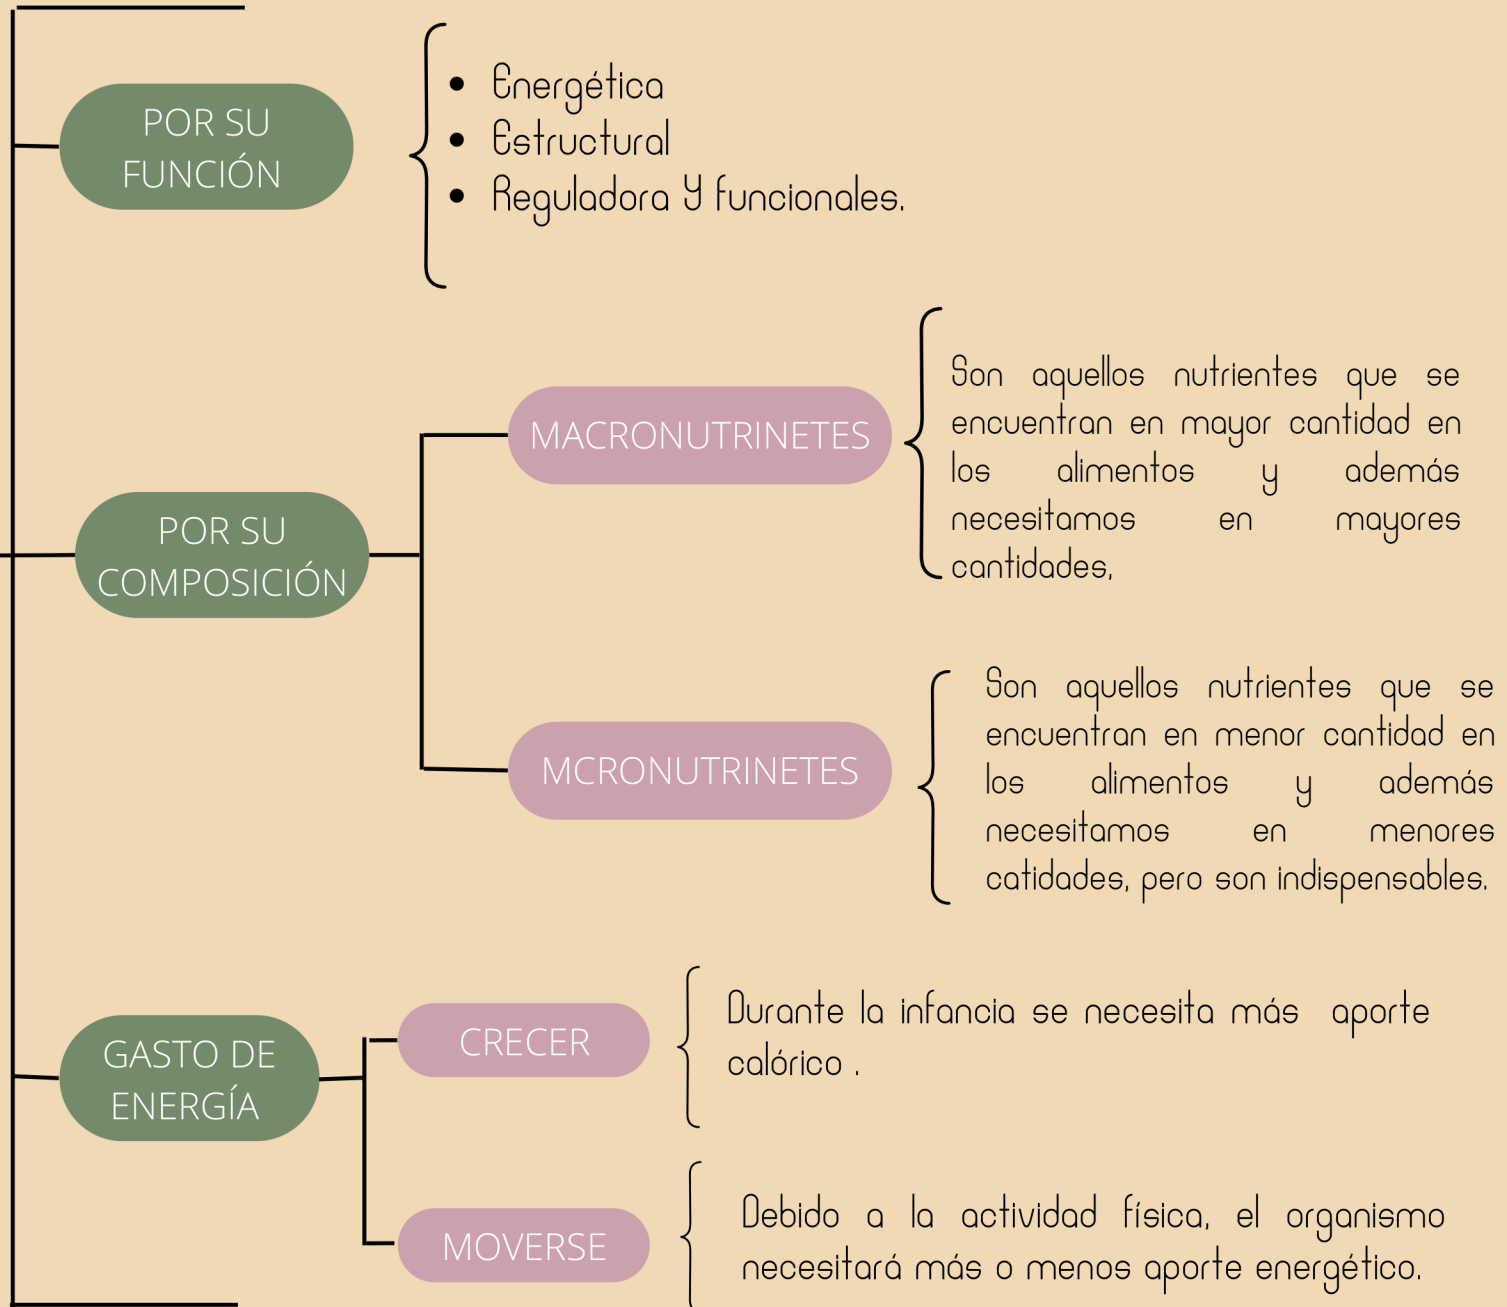 POR SU
FUNCIÓN
• Energética
• Estructural
• Reguladora Y funcionales.
POR SU
COMPOSICIÓN
MACRONUTRINETES
Son aquellos nutrientes que se
encuentran en mayor cantidad en
los alimentos y además
necesitamos en mayores
cantidades,
MCRONUTRINETES
Son aquellos nutrientes que se
encuentran en menor cantidad en
los alimentos y además
necesitamos en menores
catidades, pero son indispensables.
GASTO DE
ENERGÍA
CRECER
Durante la infancia se necesita más aporte
calórico .
MOVERSE
Debido a la actividad física, el organismo
necesitará más o menos aporte energético.